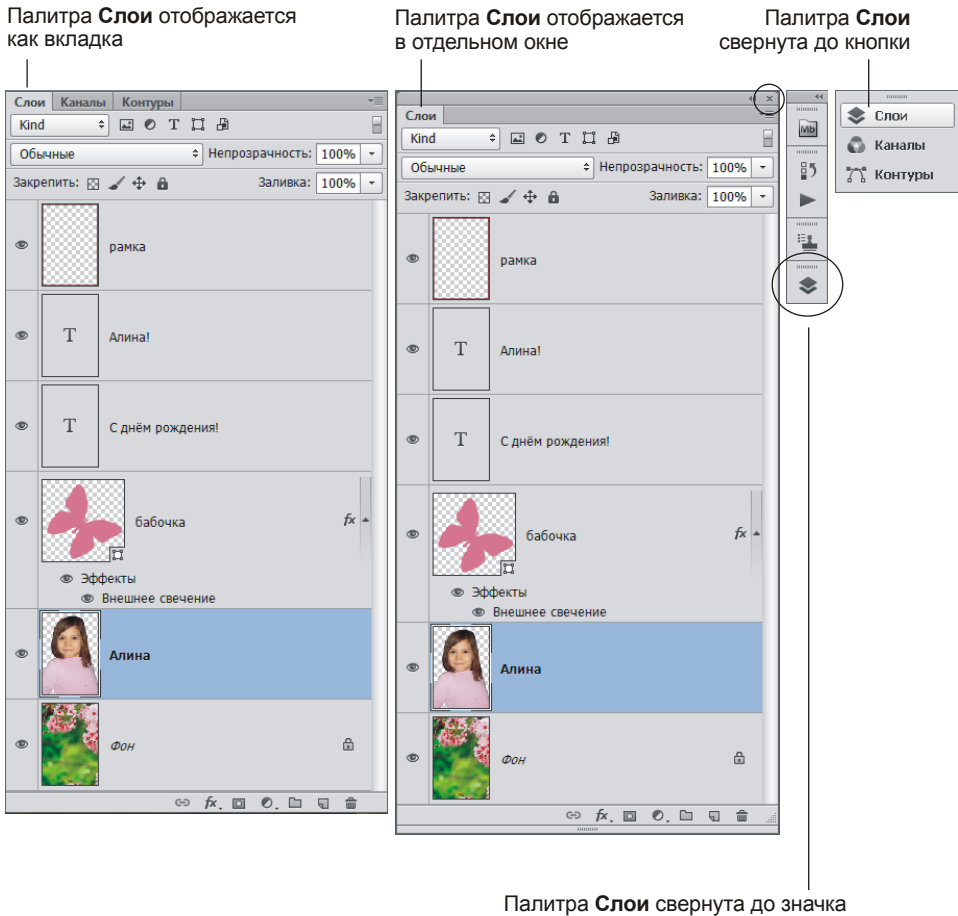 Палитра Слои отображается
как вкладка
Палитра Слои отображается
в отдельном окне
Палитра Слои
свернута до кнопки
Слои Каналы Контуры
Kind T
Обычные Непрозрачность: 100%
Закрепить: Заливка: 100%
рамка
T Алина!
T С днём рождения!
бабочка fx
Эффекты
Внешнее свечение
Алина
Фон
fx
Слои
Kind T
Обычные Непрозрачность: 100%
Закрепить: Заливка: 100%
рамка
T Алина!
T С днём рождения!
бабочка fx
Эффекты
Внешнее свечение
Алина
Фон
fx
Mb
Слои
Каналы
Контуры
Палитра Слои свернута до значка